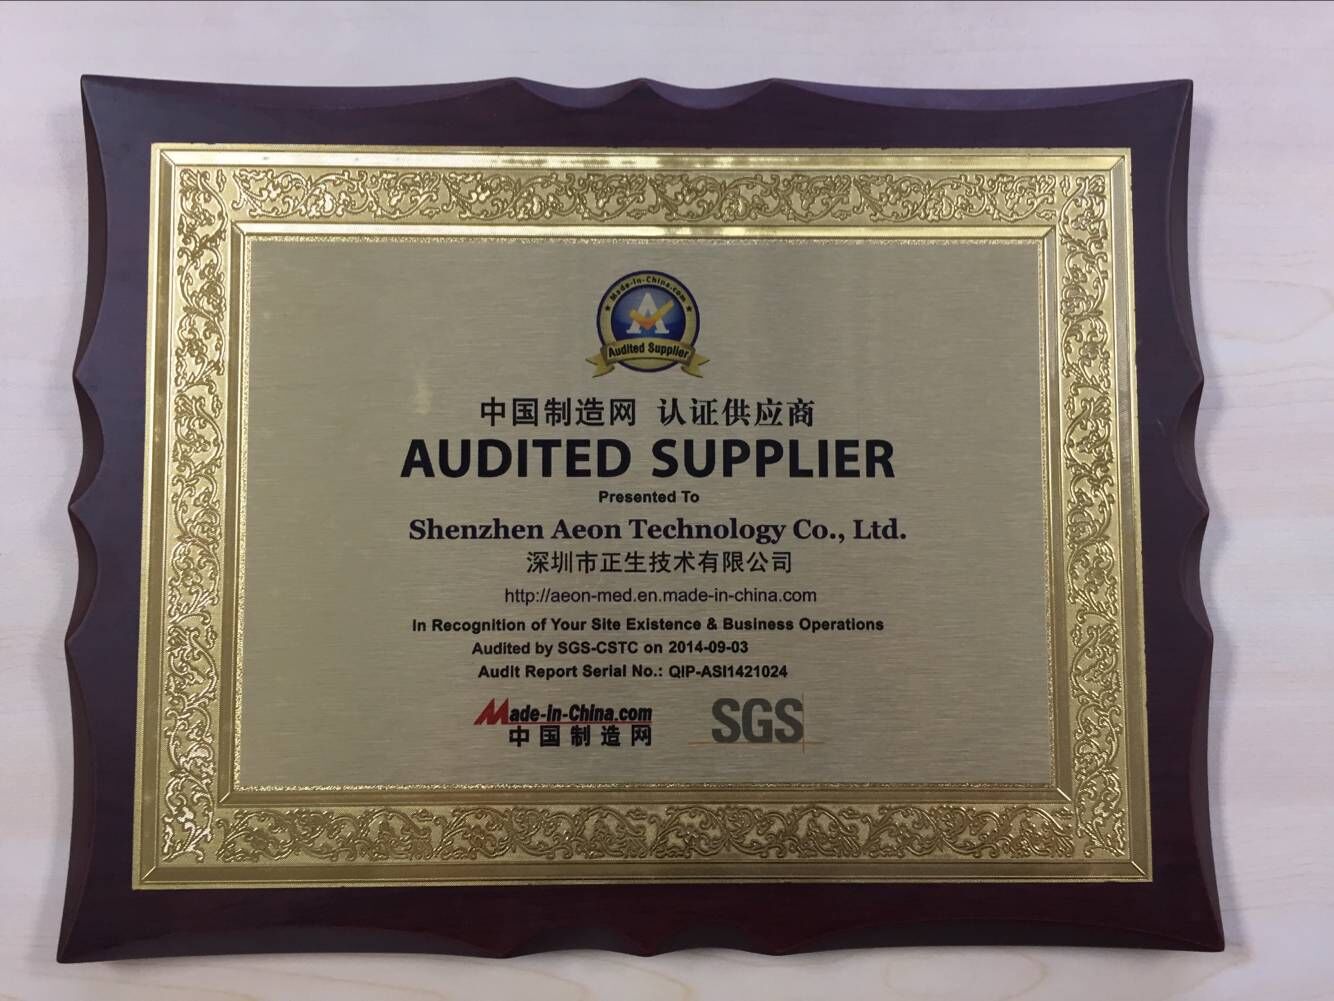 Made-in-China.com
A
Audited Supplier
中国制造网 认证供应商
AUDITED SUPPLIER
Presented To
Shenzhen Aeon Technology Co., Ltd.
深圳市正生技术有限公司
http://aeon-med.en.made-in-china.com
In Recognition of Your Site Existence & Business Operations
Audited by SGS-CSTC on 2014-09-03
Audit Report Serial No.: QIP-ASI1421024
Made-in-China.com
中国制造网
SGS